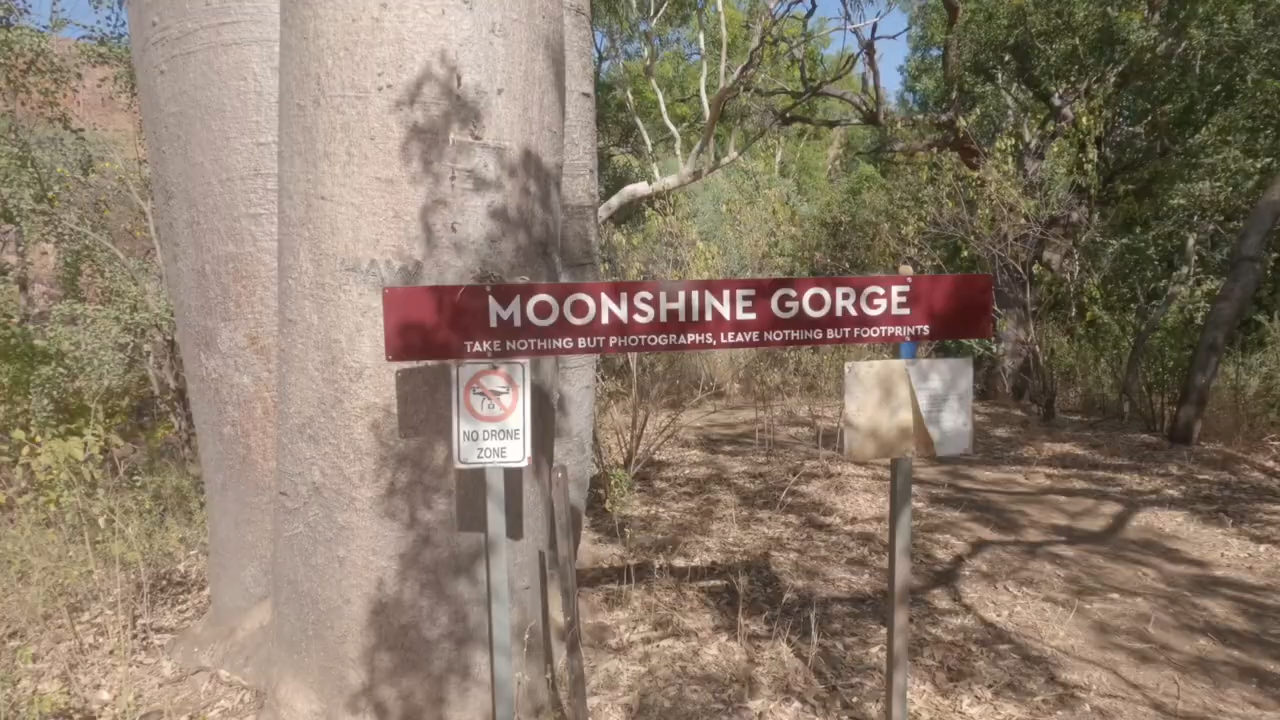 MOONSHINE GORGE
TAKE NOTHING BUT PHOTOGRAPHS, LEAVE NOTHING BUT FOOTPRINTS
NO DRONE
ZONE